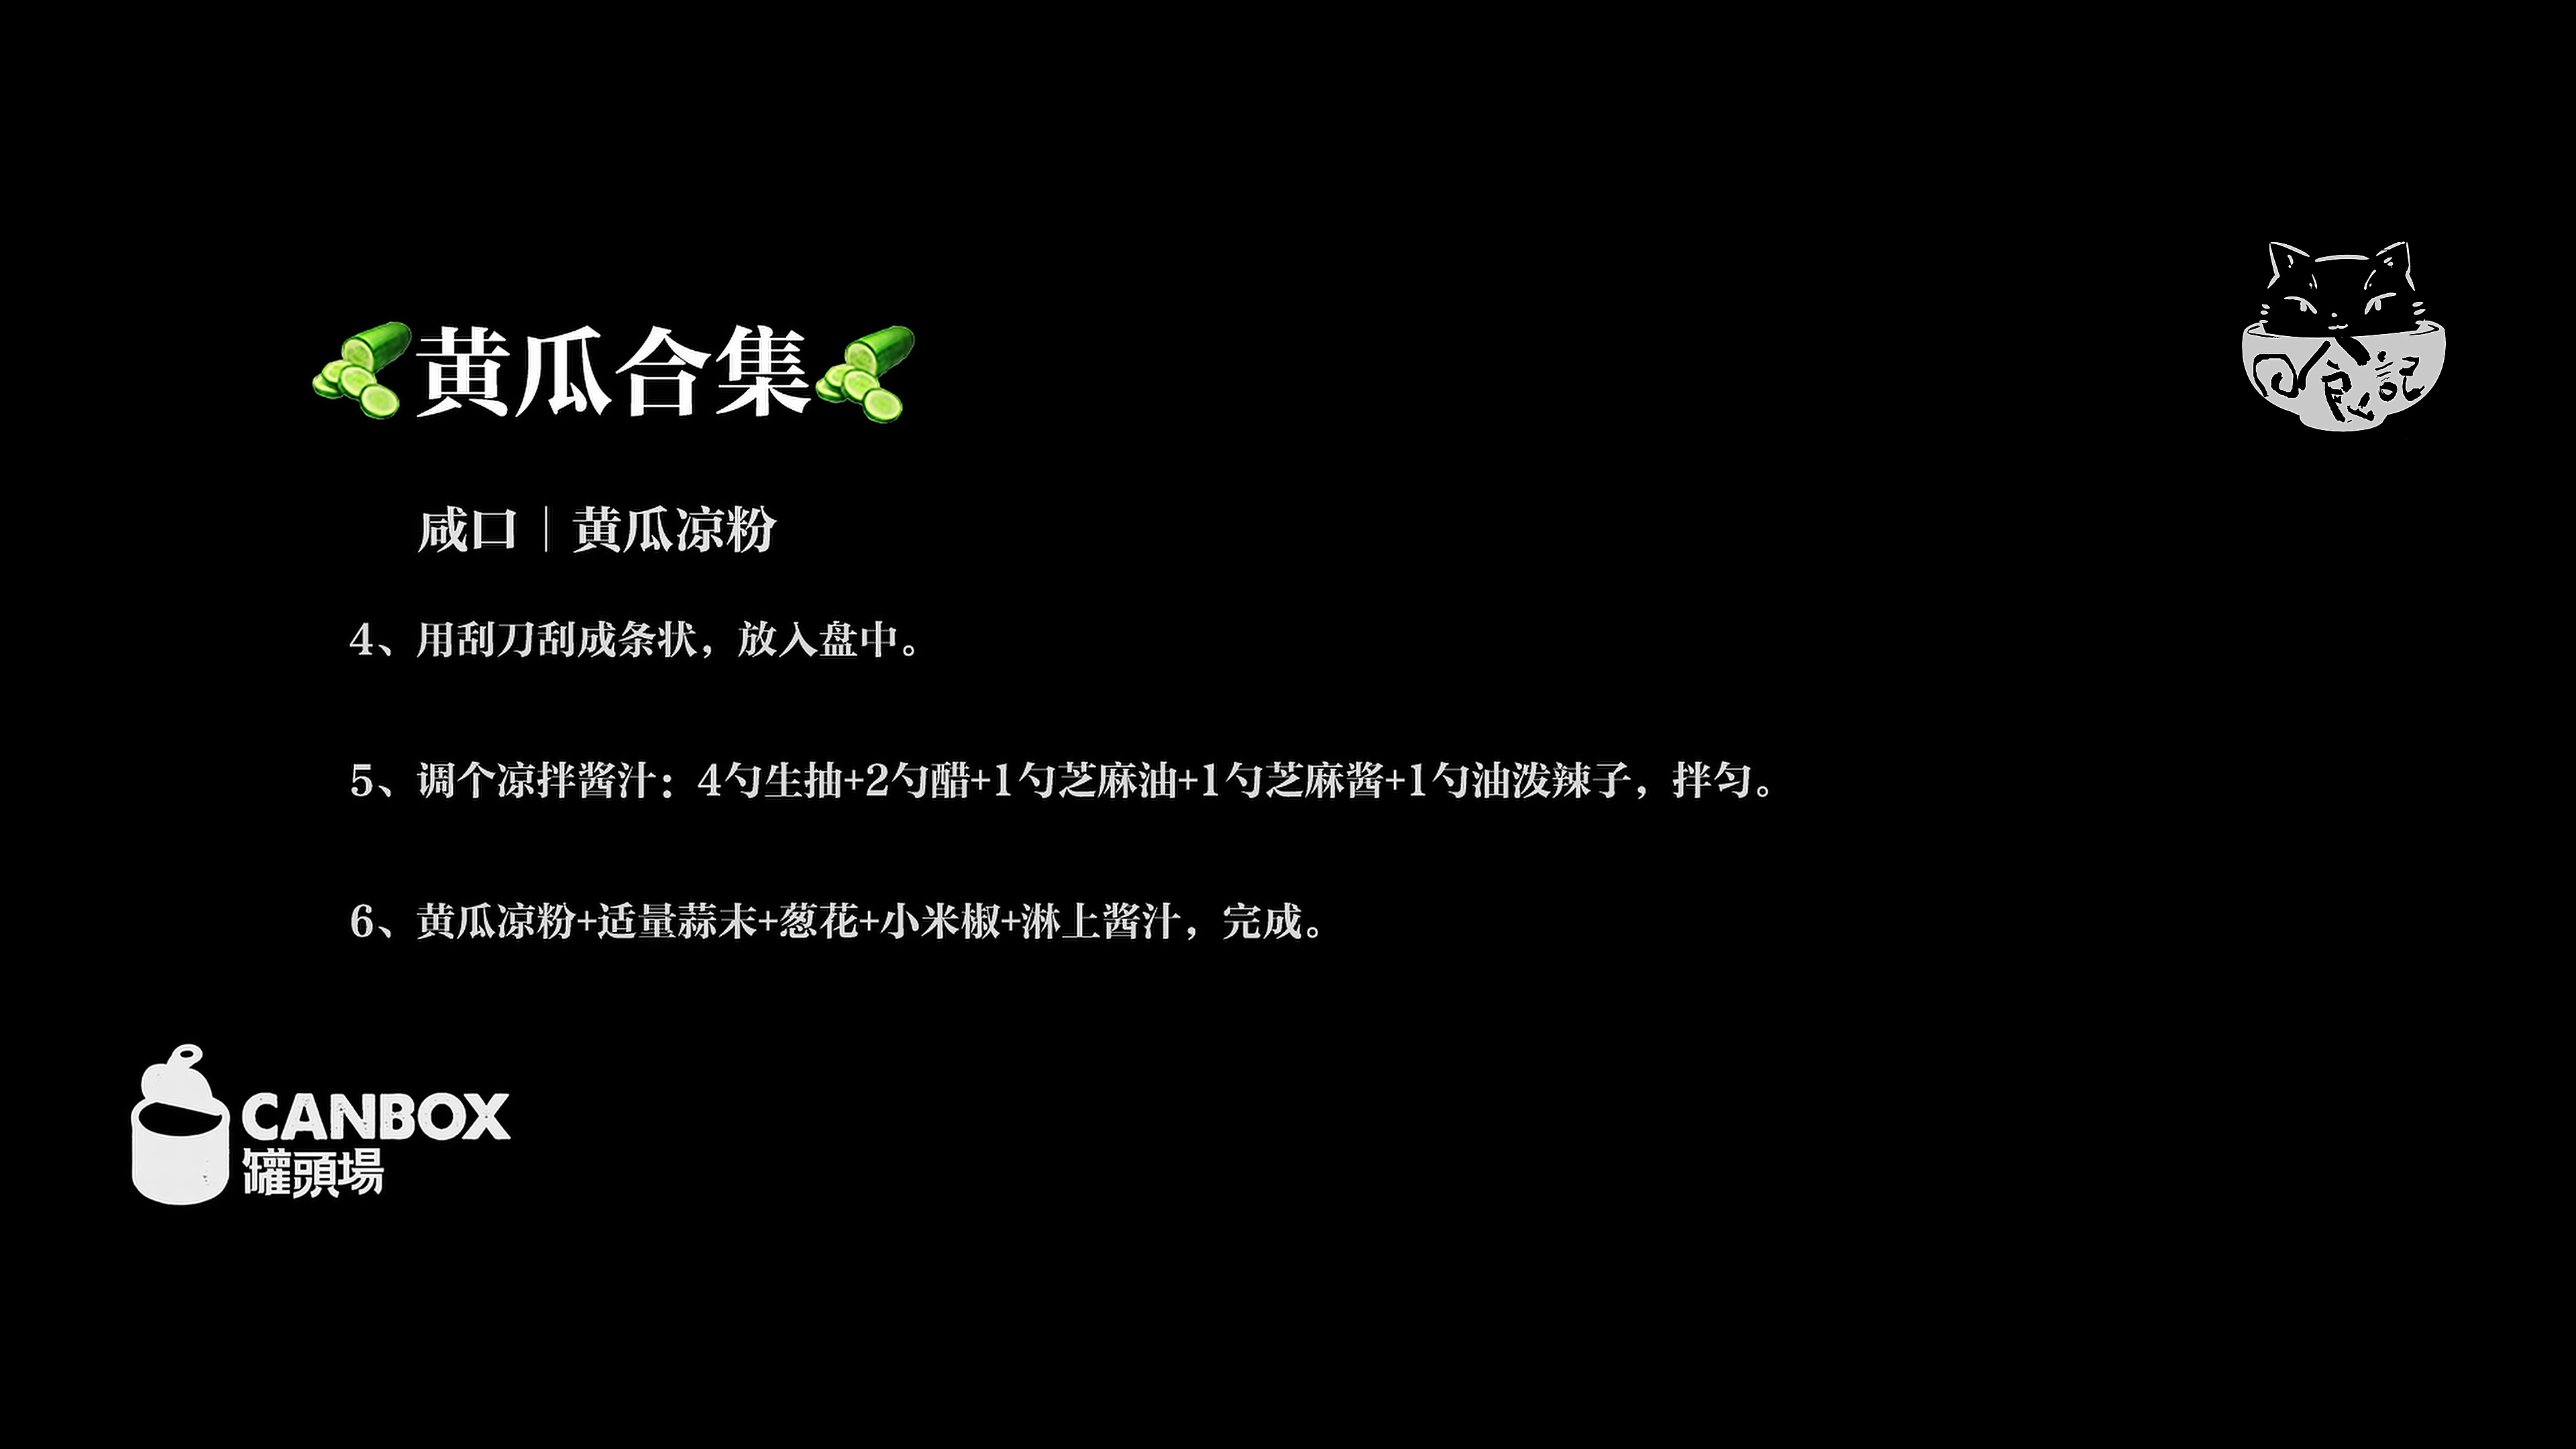 🥒黄瓜合集🥒
日食記
咸口｜黄瓜凉粉
4、用刮刀刮成条状，放入盘中。
5、调个凉拌酱汁：4勺生抽+2勺醋+1勺芝麻油+1勺芝麻酱+1勺油泼辣子，拌匀。
6、黄瓜凉粉+适量蒜末+葱花+小米椒+淋上酱汁，完成。
CANBOX
罐頭場